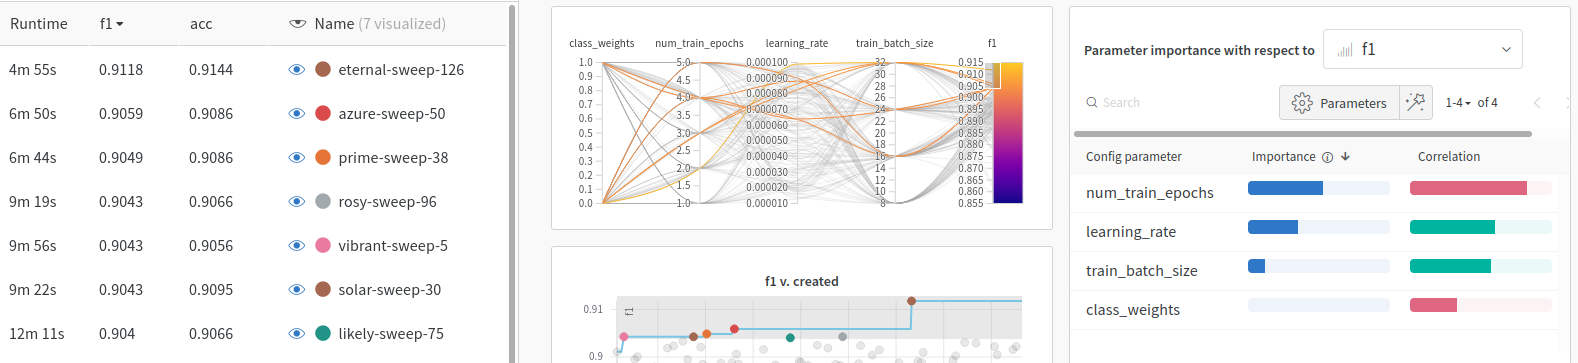 Runtime f1 acc Name (7 visualized)
4m 55s 0.9118 0.9144 eternal-sweep-126
6m 50s 0.9059 0.9086 azure-sweep-50
6m 44s 0.9049 0.9086 prime-sweep-38
9m 19s 0.9043 0.9066 rosy-sweep-96
9m 56s 0.9043 0.9056 vibrant-sweep-5
9m 22s 0.9043 0.9095 solar-sweep-30
12m 11s 0.904 0.9066 likely-sweep-75
class_weights num_train_epochs learning_rate train_batch_size f1
1.0 5.0 0.000100 32 0.915
0.9 4.5 0.000090 30 0.910
0.8 4.0 0.000080 28 0.905
0.7 3.5 0.000070 26 0.900
0.6 3.0 0.000060 24 0.895
0.5 2.5 0.000050 22 0.890
0.4 2.0 0.000040 20 0.885
0.3 1.5 0.000030 18 0.880
0.2 1.0 0.000020 16 0.875
0.1 0.000010 14 0.870
0.0 12 0.865
10 0.860
8 0.855
f1 v. created
f1
0.91
0.9
Parameter importance with respect to f1
Search Parameters 1-4 of 4
Config parameter Importance Correlation
num_train_epochs
learning_rate
train_batch_size
class_weights